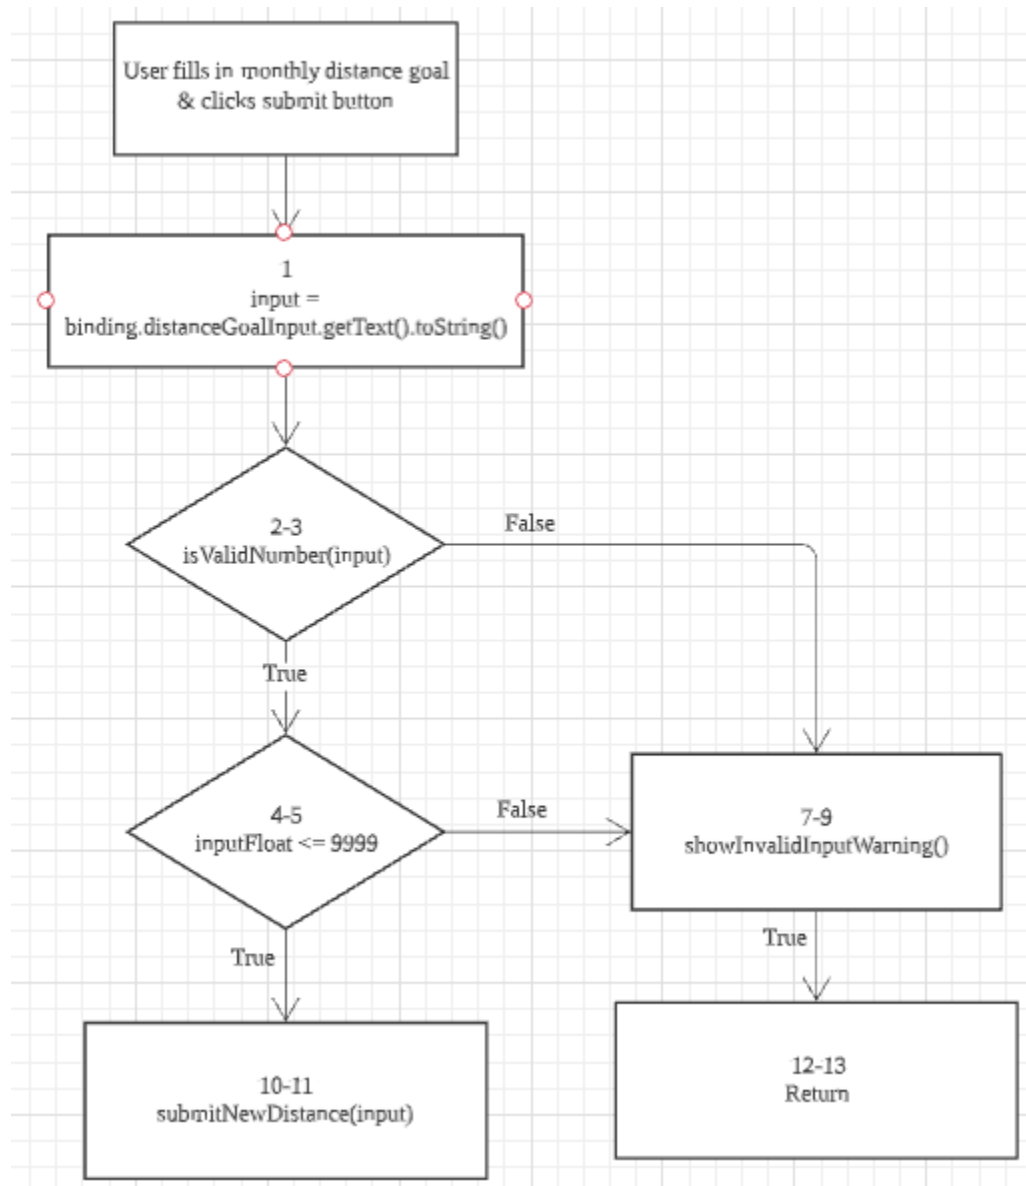 User fills in monthly distance goal
& clicks submit button
1
input =
binding.distanceGoalInput.getText().toString()
2-3
isValidNumber(input)
False
True
4-5
inputFloat <= 9999
False
7-9
showInvalidInputWarning()
True
True
10-11
submitNewDistance(input)
12-13
Return